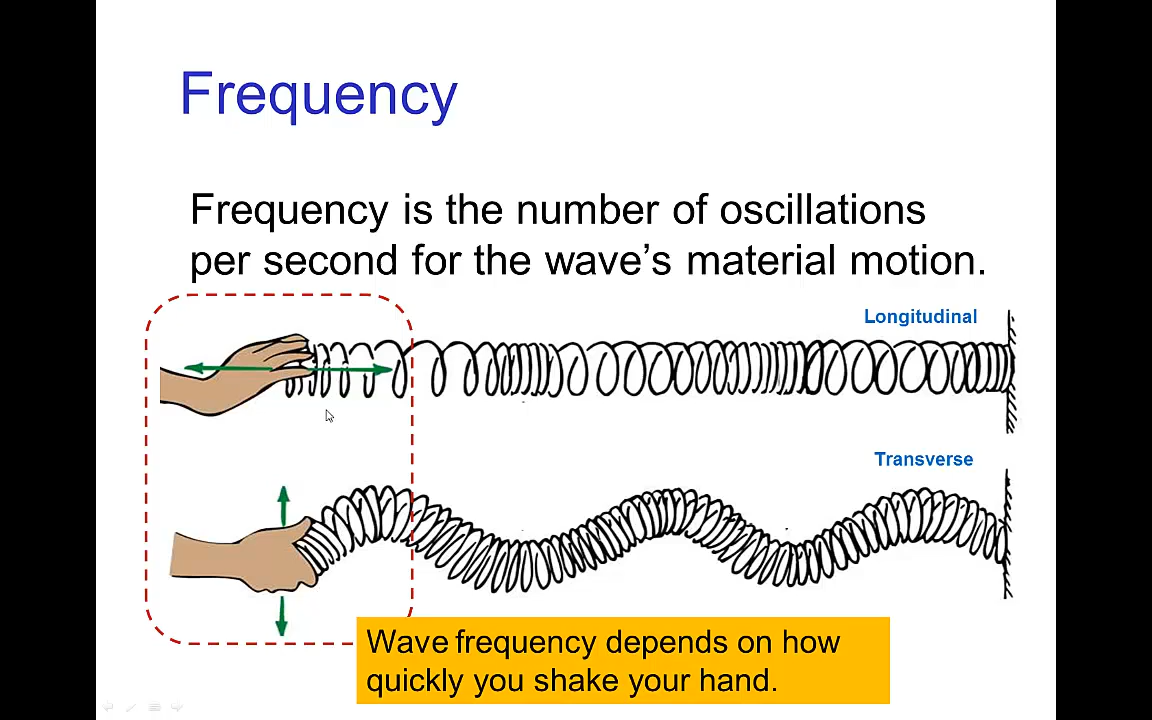 Frequency
Frequency is the number of oscillations
per second for the wave’s material motion.
Longitudinal
Transverse
Wave frequency depends on how
quickly you shake your hand.